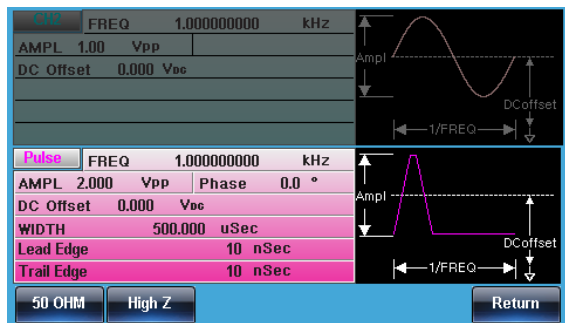 CH2 FREQ 1.000000000 kHz
AMPL 1.00 Vpp
DC Offset 0.000 VDC
Ampl
DCoffset
1/FREQ
Pulse FREQ 1.000000000 kHz
AMPL 2.000 Vpp Phase 0.0 °
DC Offset 0.000 VDC
WIDTH 500.000 uSec
Lead Edge 10 nSec
Trail Edge 10 nSec
Ampl
DCoffset
1/FREQ
50 OHM High Z Return